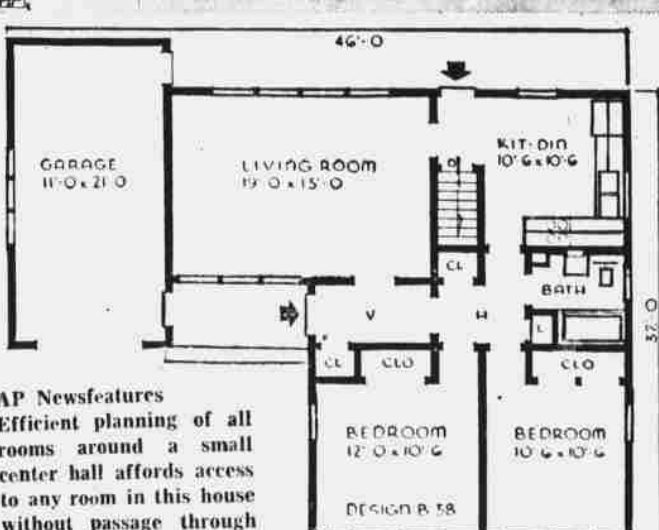 46'-0
GARAGE
11'-0 x 21-0
LIVING ROOM
19'-0 x 15'-0
KIT-DIN
10'-6 x 10'-6
D
CL
BATH
V
H
L
32'-0
CL
CLO
CLO
BEDROOM
12'-0 x 10'-6
BEDROOM
10'-6 x 10'-6
DESIGN B 58
AP Newsfeatures
Efficient planning of all
rooms around a small
center hall affords access
to any room in this house
without passage through